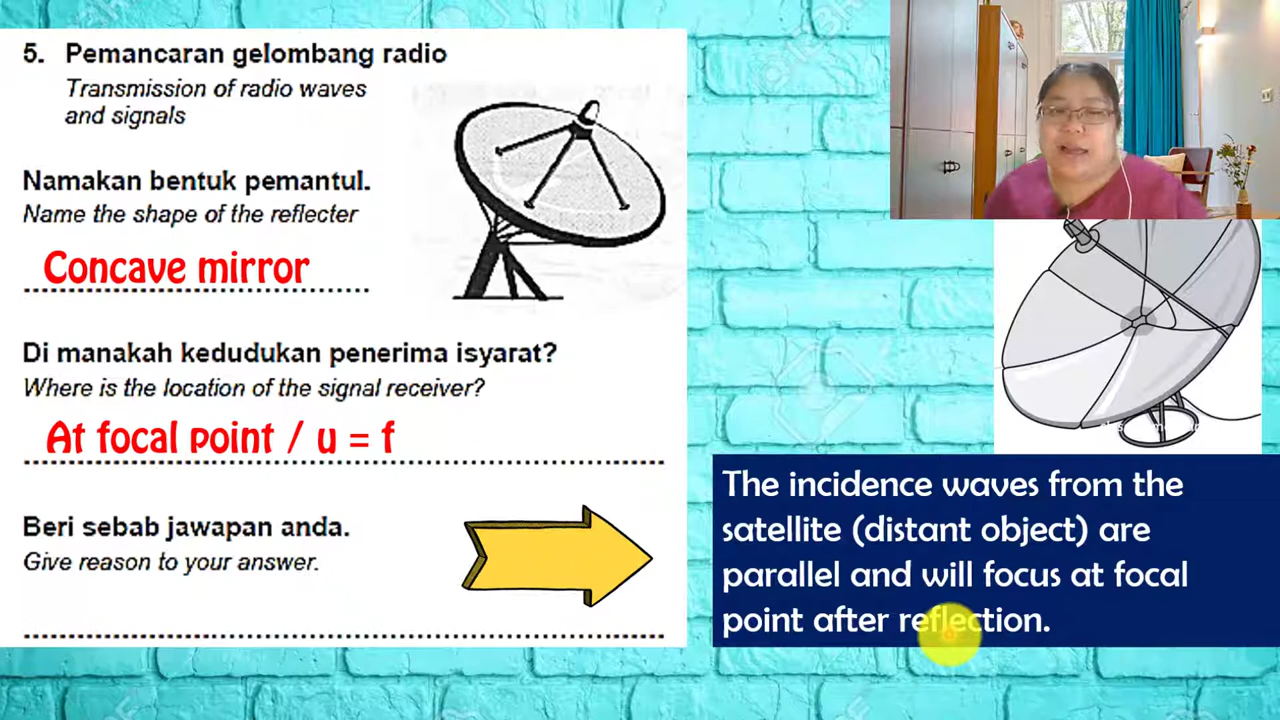 5. Pemancaran gelombang radio
Transmission of radio waves
and signals
Namakan bentuk pemantul.
Name the shape of the reflecter
Concave mirror
Di manakah kedudukan penerima isyarat?
Where is the location of the signal receiver?
At focal point / u = f
Beri sebab jawapan anda.
Give reason to your answer.
The incidence waves from the
satellite (distant object) are
parallel and will focus at focal
point after reflection.